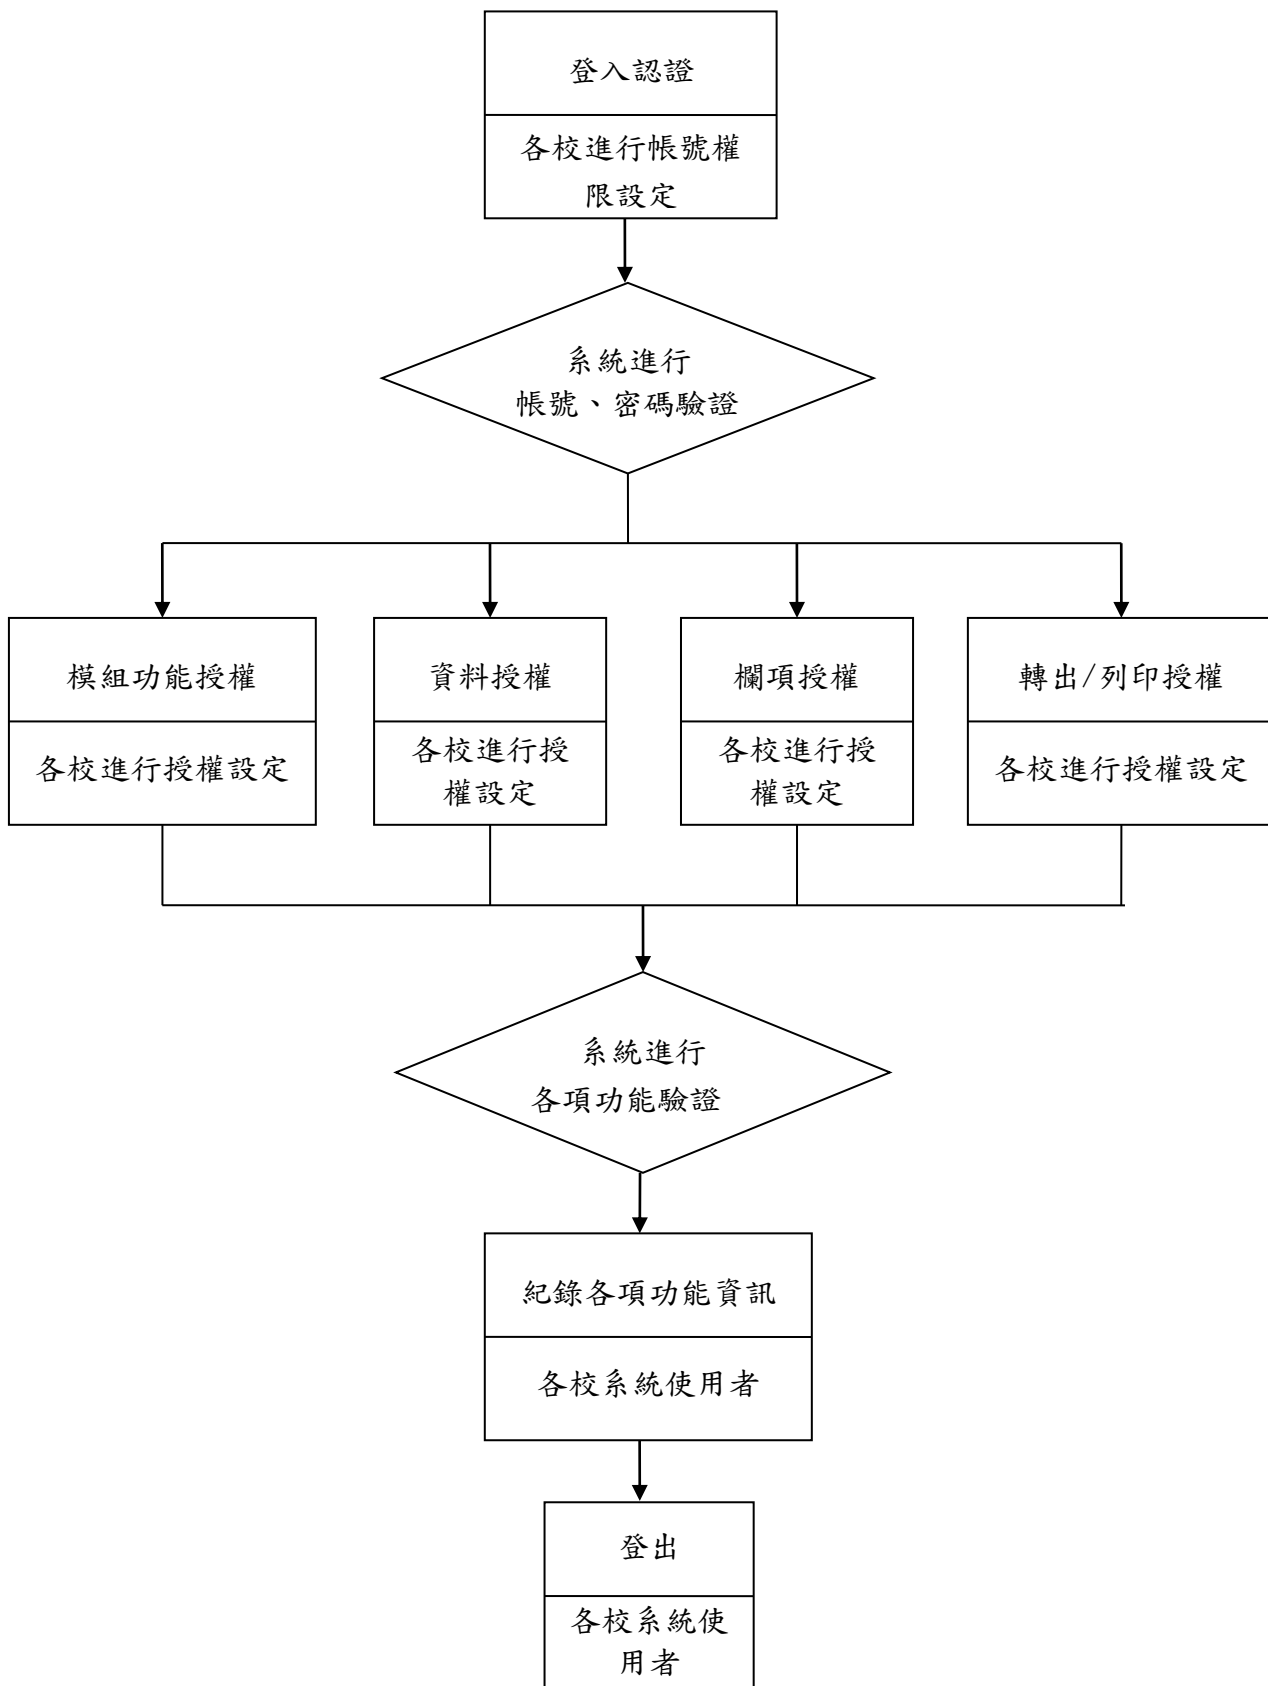 登入認證
各校進行帳號權
限設定
系統進行
帳號、密碼驗證
模組功能授權
各校進行授權設定
資料授權
各校進行授
權設定
欄項授權
各校進行授
權設定
轉出/列印授權
各校進行授權設定
系統進行
各項功能驗證
紀錄各項功能資訊
各校系統使用者
登出
各校系統使
用者